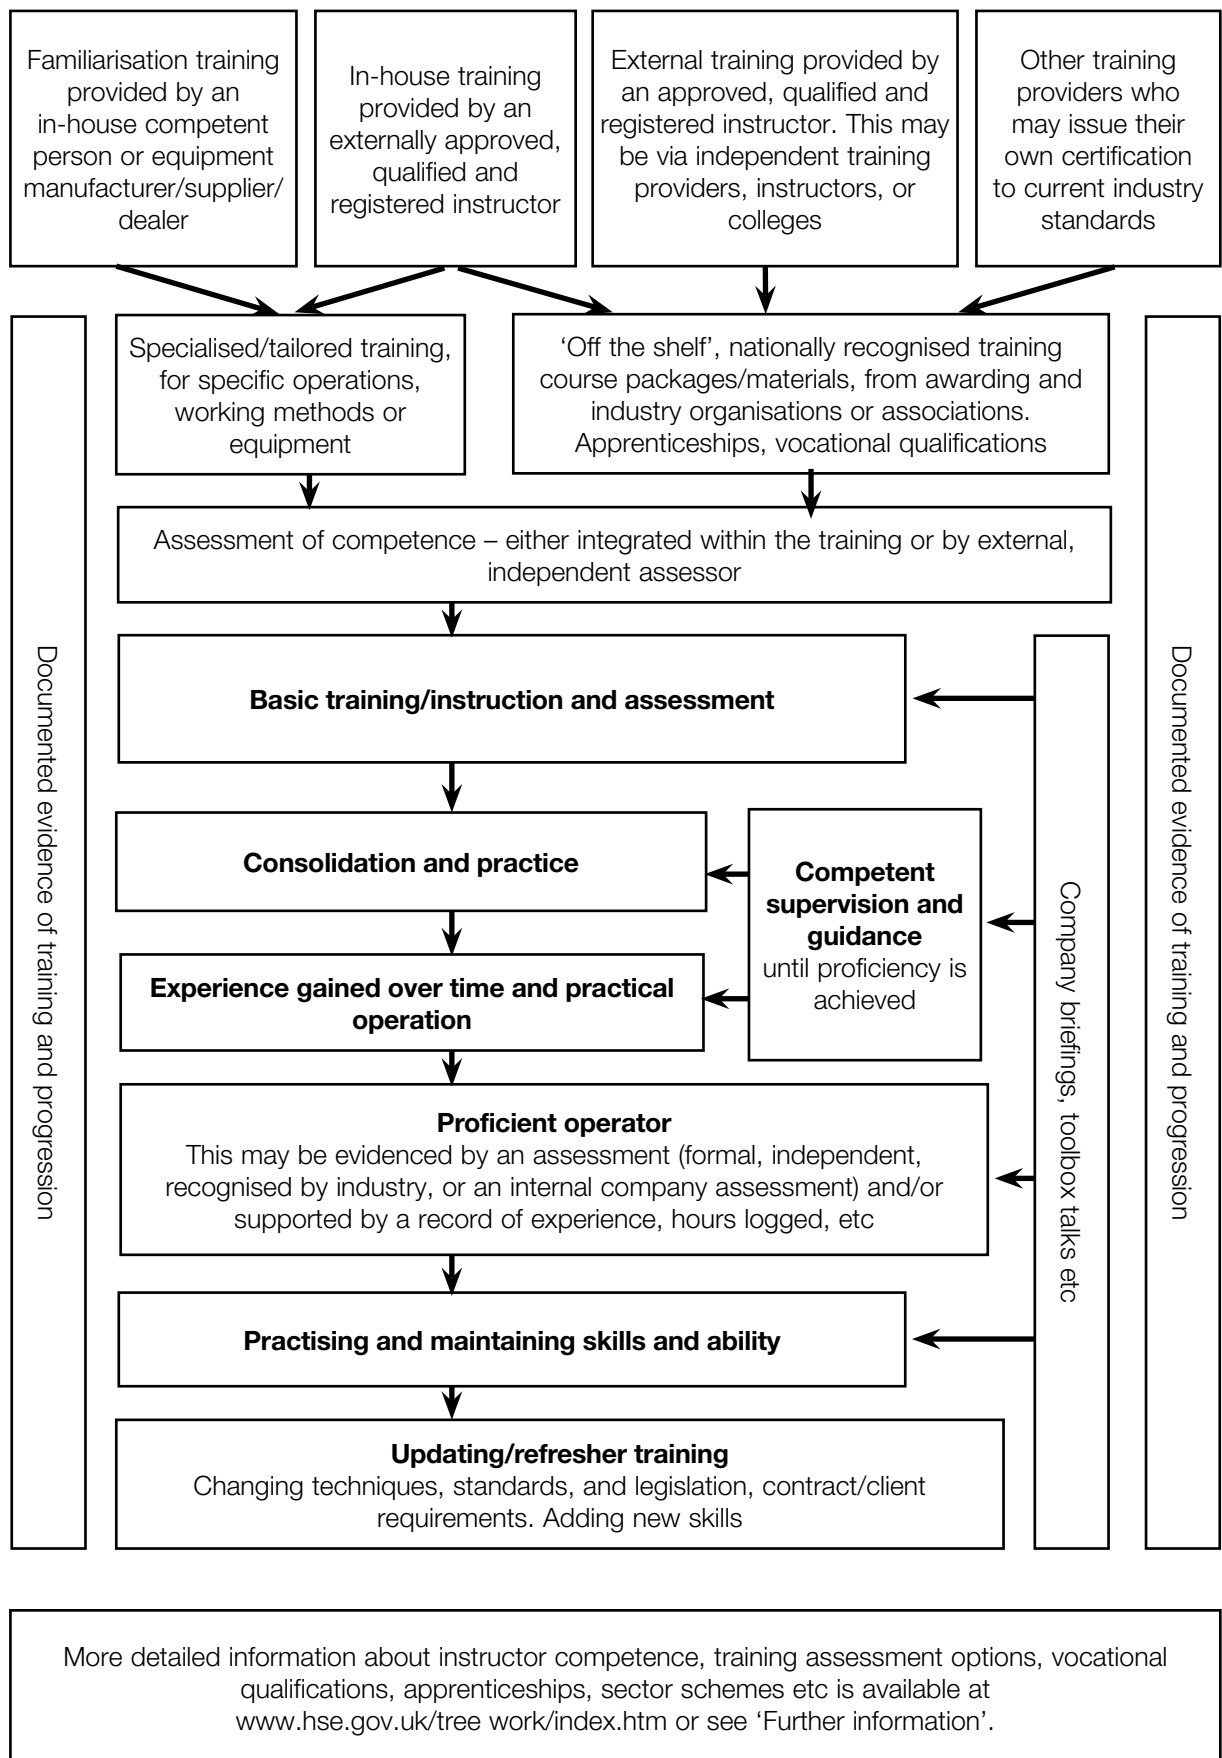 Familiarisation training
provided by an
in-house competent
person or equipment
manufacturer/supplier/
dealer
In-house training
provided by an
externally approved,
qualified and
registered instructor
External training provided by
an approved, qualified and
registered instructor. This may
be via independent training
providers, instructors, or
colleges
Other training
providers who
may issue their
own certification
to current industry
standards
Documented evidence of training and progression
Specialised/tailored training,
for specific operations,
working methods or
equipment
‘Off the shelf’, nationally recognised training
course packages/materials, from awarding and
industry organisations or associations.
Apprenticeships, vocational qualifications
Assessment of competence – either integrated within the training or by external,
independent assessor
Basic training/instruction and assessment
Consolidation and practice
Competent
supervision and
guidance
until proficiency is
achieved
Experience gained over time and practical
operation
Proficient operator
This may be evidenced by an assessment (formal, independent,
recognised by industry, or an internal company assessment) and/or
supported by a record of experience, hours logged, etc
Practising and maintaining skills and ability
Updating/refresher training
Changing techniques, standards, and legislation, contract/client
requirements. Adding new skills
Company briefings, toolbox talks etc
Documented evidence of training and progression
More detailed information about instructor competence, training assessment options, vocational
qualifications, apprenticeships, sector schemes etc is available at
www.hse.gov.uk/tree work/index.htm or see ‘Further information’.